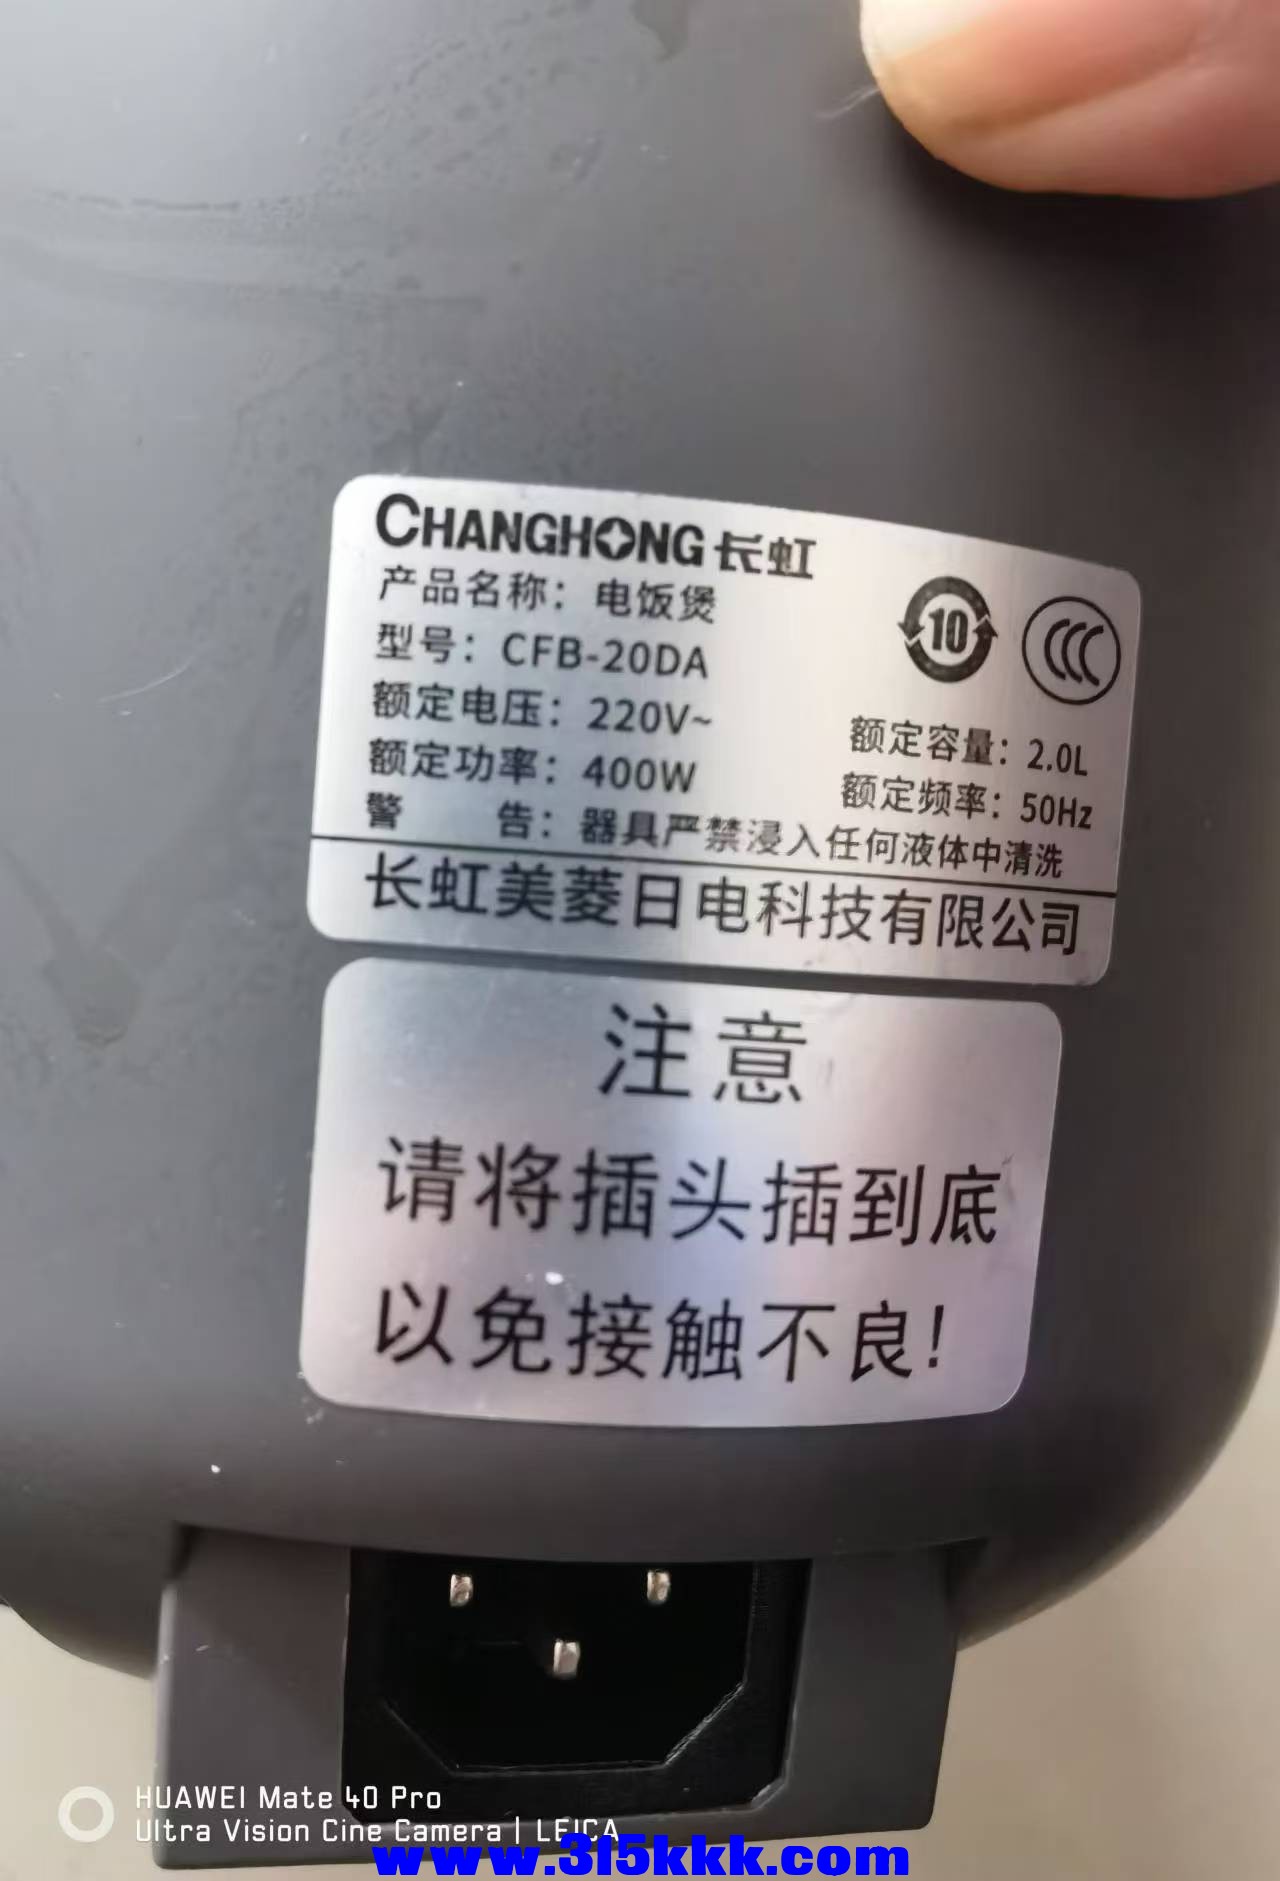 CHANGHONG 长虹
产品名称：电饭煲
型号：CFB-20DA
10
CCC
额定电压：220V~
额定容量：2.0L
额定功率：400W
额定频率：50Hz
警 告：器具严禁浸入任何液体中清洗
长虹美菱日电科技有限公司
注意
请将插头插到底
以免接触不良!
HUAWEI Mate 40 Pro
Ultra Vision Cine Camera | LEICA
www.315kkk.com